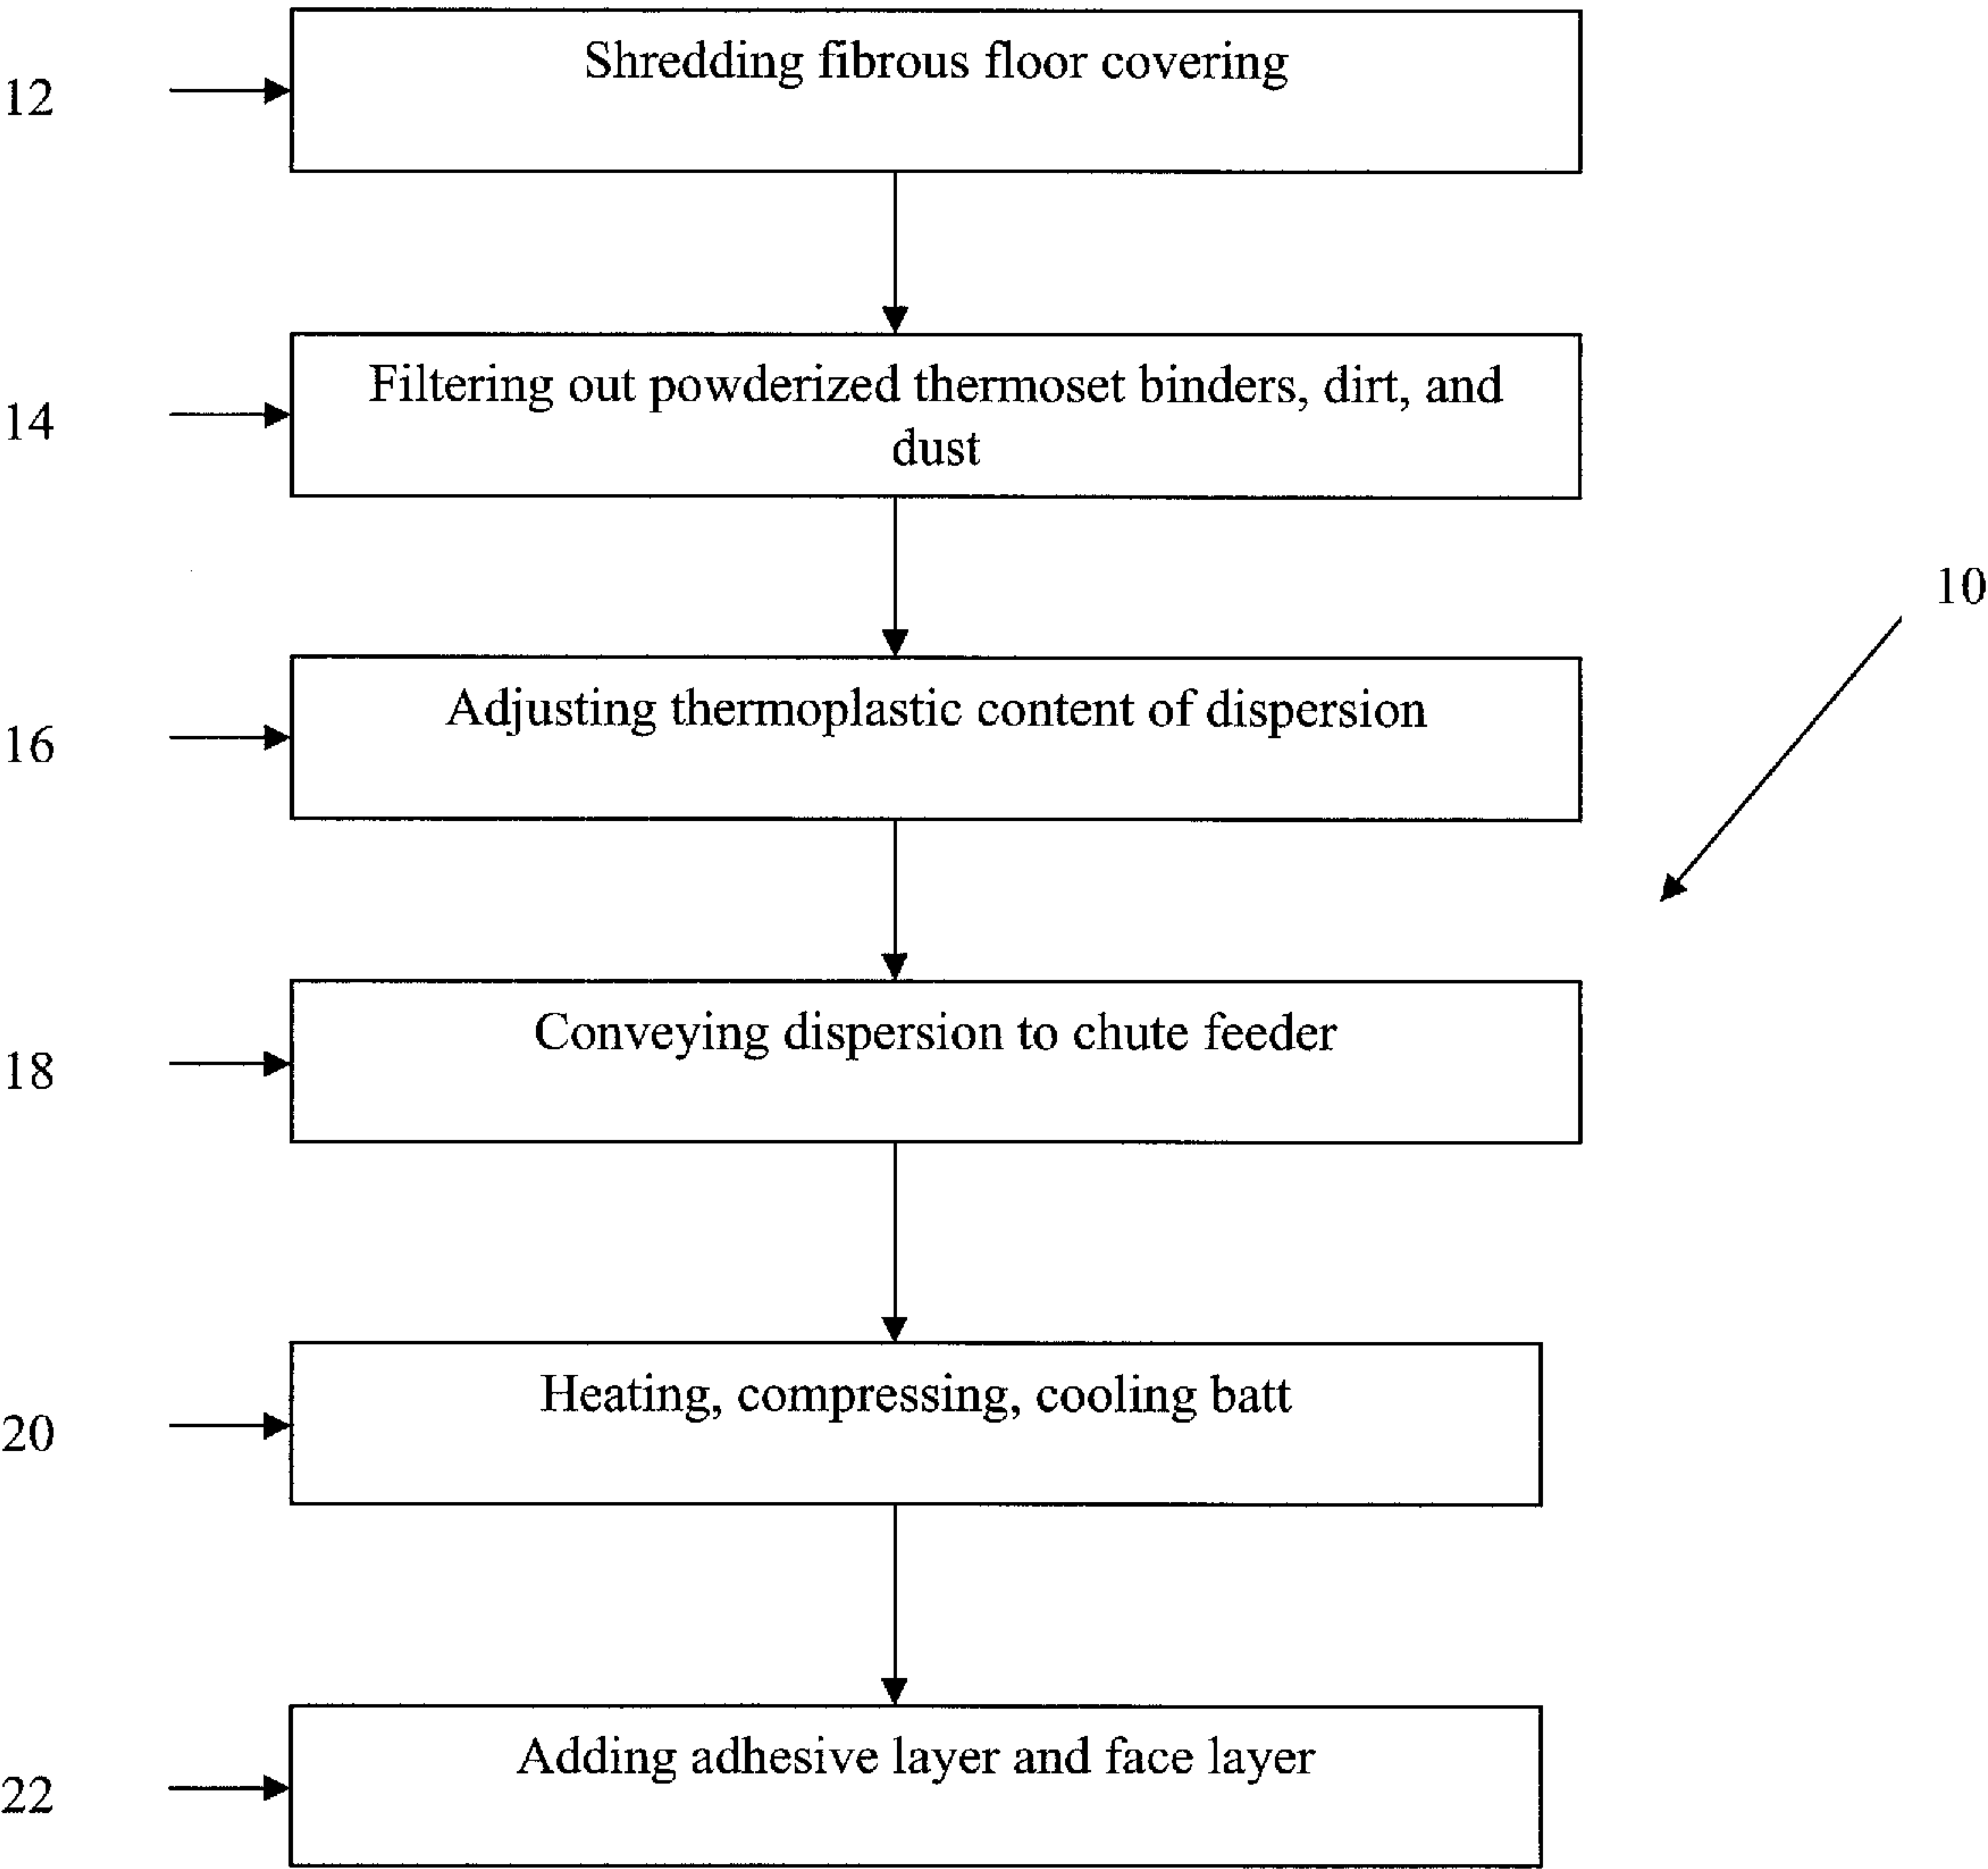 12
Shredding fibrous floor covering
14
Filtering out powderized thermoset binders, dirt, and
dust
10
16
Adjusting thermoplastic content of dispersion
18
Conveying dispersion to chute feeder
20
Heating, compressing, cooling batt
22
Adding adhesive layer and face layer